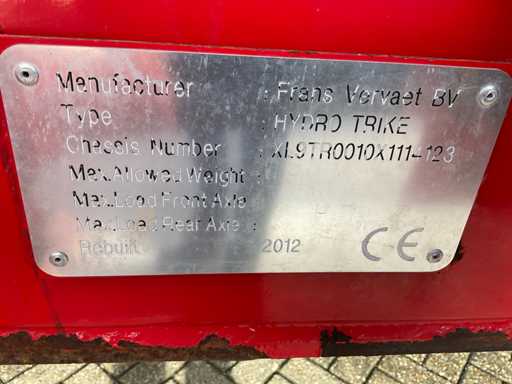 Manufacturer : Frans Vervaet BV
Type : HYDRO TRIKE
Chassis Number : XL9TR0010X111-123
Max.Allowed Weight :
Max.Load Front Axle :
Max.Load Rear Axle :
Rebuilt 2012 CE